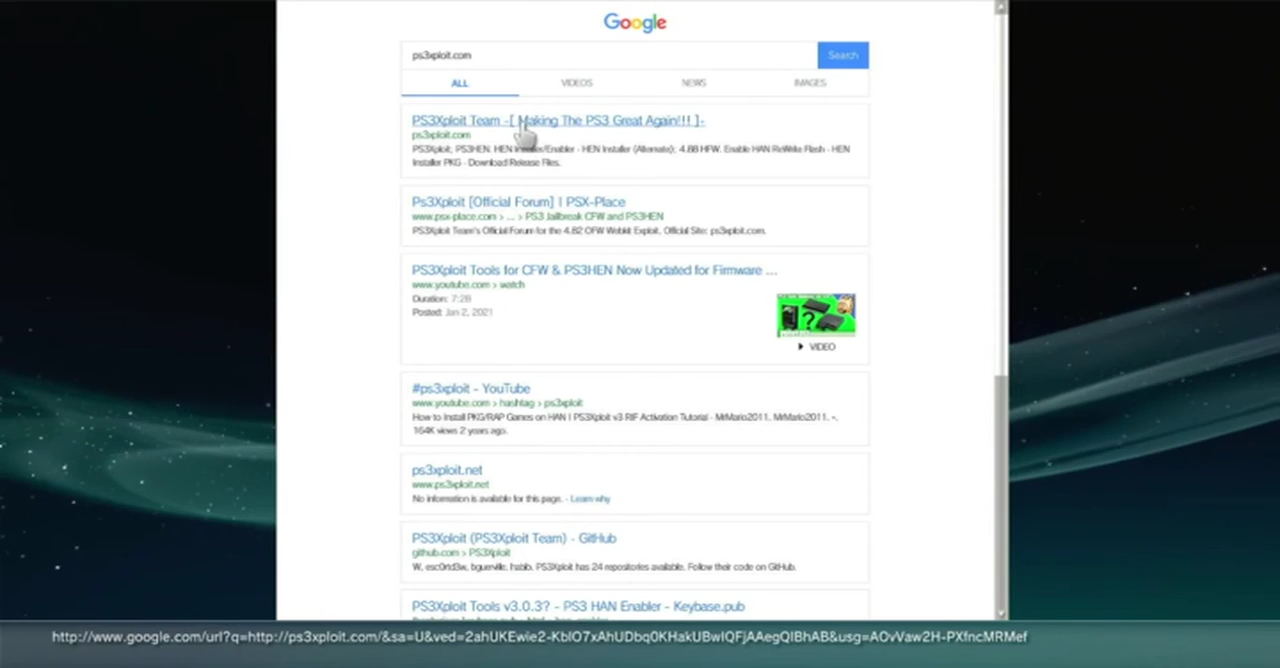 Google
ps3xploit.com
Search
ALL VIDEOS NEWS IMAGES
PS3Xploit Team -[ Making The PS3 Great Again!!! ]-
ps3xploit.com
PS3Xploit; PS3HEN. HEN Installer/Enabler · HEN Installer (Alternate); 4.88 HFW. Enable HAN ReWrite Flash · HEN
Installer PKG · Download Release Files.
Ps3Xploit [Official Forum] | PSX-Place
www.psx-place.com › ... › PS3 Jailbreak CFW and PS3HEN
PS3Xploit Team's Official Forum for the 4.82 OFW Webkit Exploit. Official Site: ps3xploit.com.
PS3Xploit Tools for CFW & PS3HEN Now Updated for Firmware ...
www.youtube.com › watch
Duration: 7:28
Posted: Jan 2, 2021
VIDEO
#ps3xploit - YouTube
www.youtube.com › hashtag › ps3xploit
How to Install PKG/RAP Games on HAN | PS3Xploit v3 RIF Activation Tutorial · MrMario2011. MrMario2011. •.
164K views 2 years ago.
ps3xploit.net
www.ps3xploit.net
No information is available for this page. · Learn why
PS3Xploit (PS3Xploit Team) · GitHub
github.com › PS3Xploit
W, esc0rtd3w, bguerville, habib. PS3Xploit has 24 repositories available. Follow their code on GitHub.
PS3Xploit Tools v3.0.3? - PS3 HAN Enabler - Keybase.pub
http://www.google.com/url?q=http://ps3xploit.com/&sa=U&ved=2ahUKEwie2-KblO7xAhUDbq0KHakUBwIQFjAAegQIBhAB&usg=AOvVaw2H-PXfncMRMef